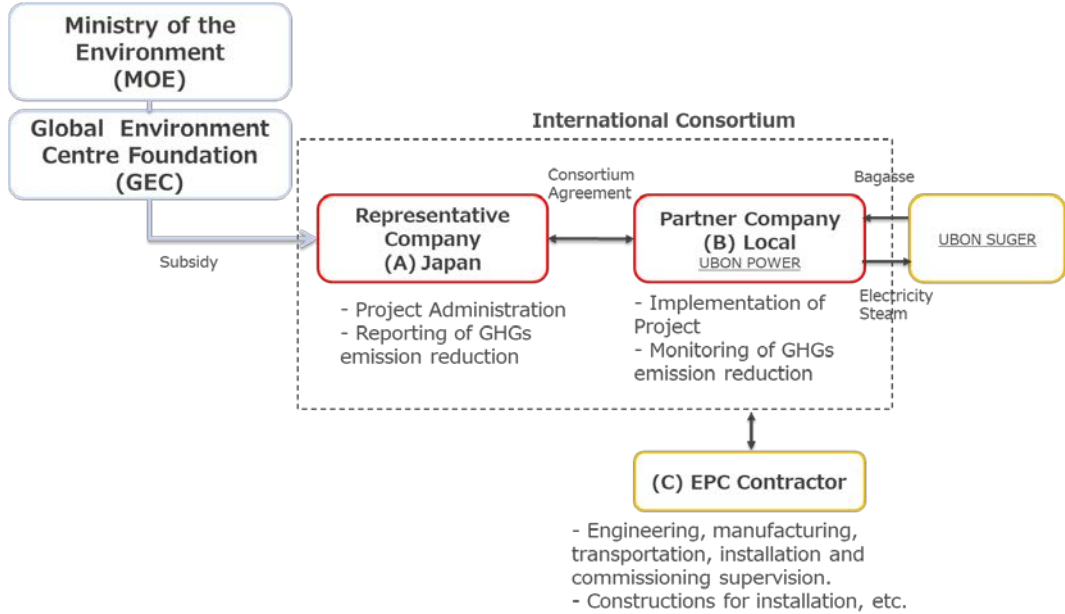 Ministry of the
Environment
(MOE)
Global Environment
Centre Foundation
(GEC)
Subsidy
International Consortium
Representative
Company
(A) Japan
Consortium
Agreement
Partner Company
(B) Local
UBON POWER
Bagasse
UBON SUGER
Electricity
Steam
- Project Administration
- Reporting of GHGs
emission reduction
- Implementation of
Project
- Monitoring of GHGs
emission reduction
(C) EPC Contractor
- Engineering, manufacturing,
transportation, installation and
commissioning supervision.
- Constructions for installation, etc.